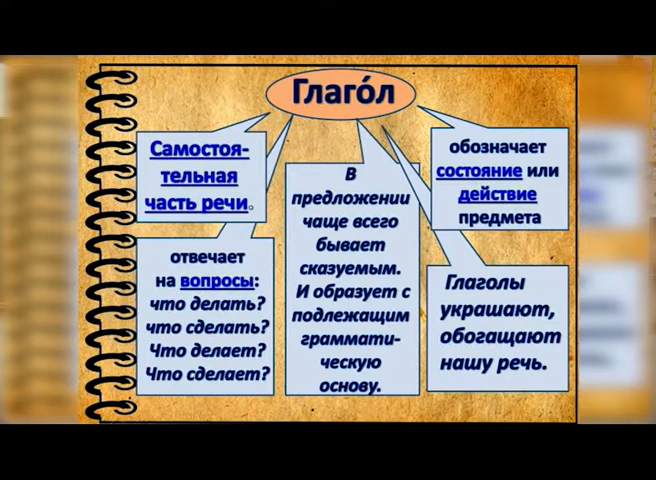 Глаго́л
Самостоя-
тельная
часть речи.
отвечает
на вопросы:
что делать?
что сделать?
Что делает?
Что сделает?
В
предложении
чаще всего
бывает
сказуемым.
И образует с
подлежащим
граммати-
ческую
основу.
обозначает
состояние или
действие
предмета
Глаголы
украшают,
обогащают
нашу речь.